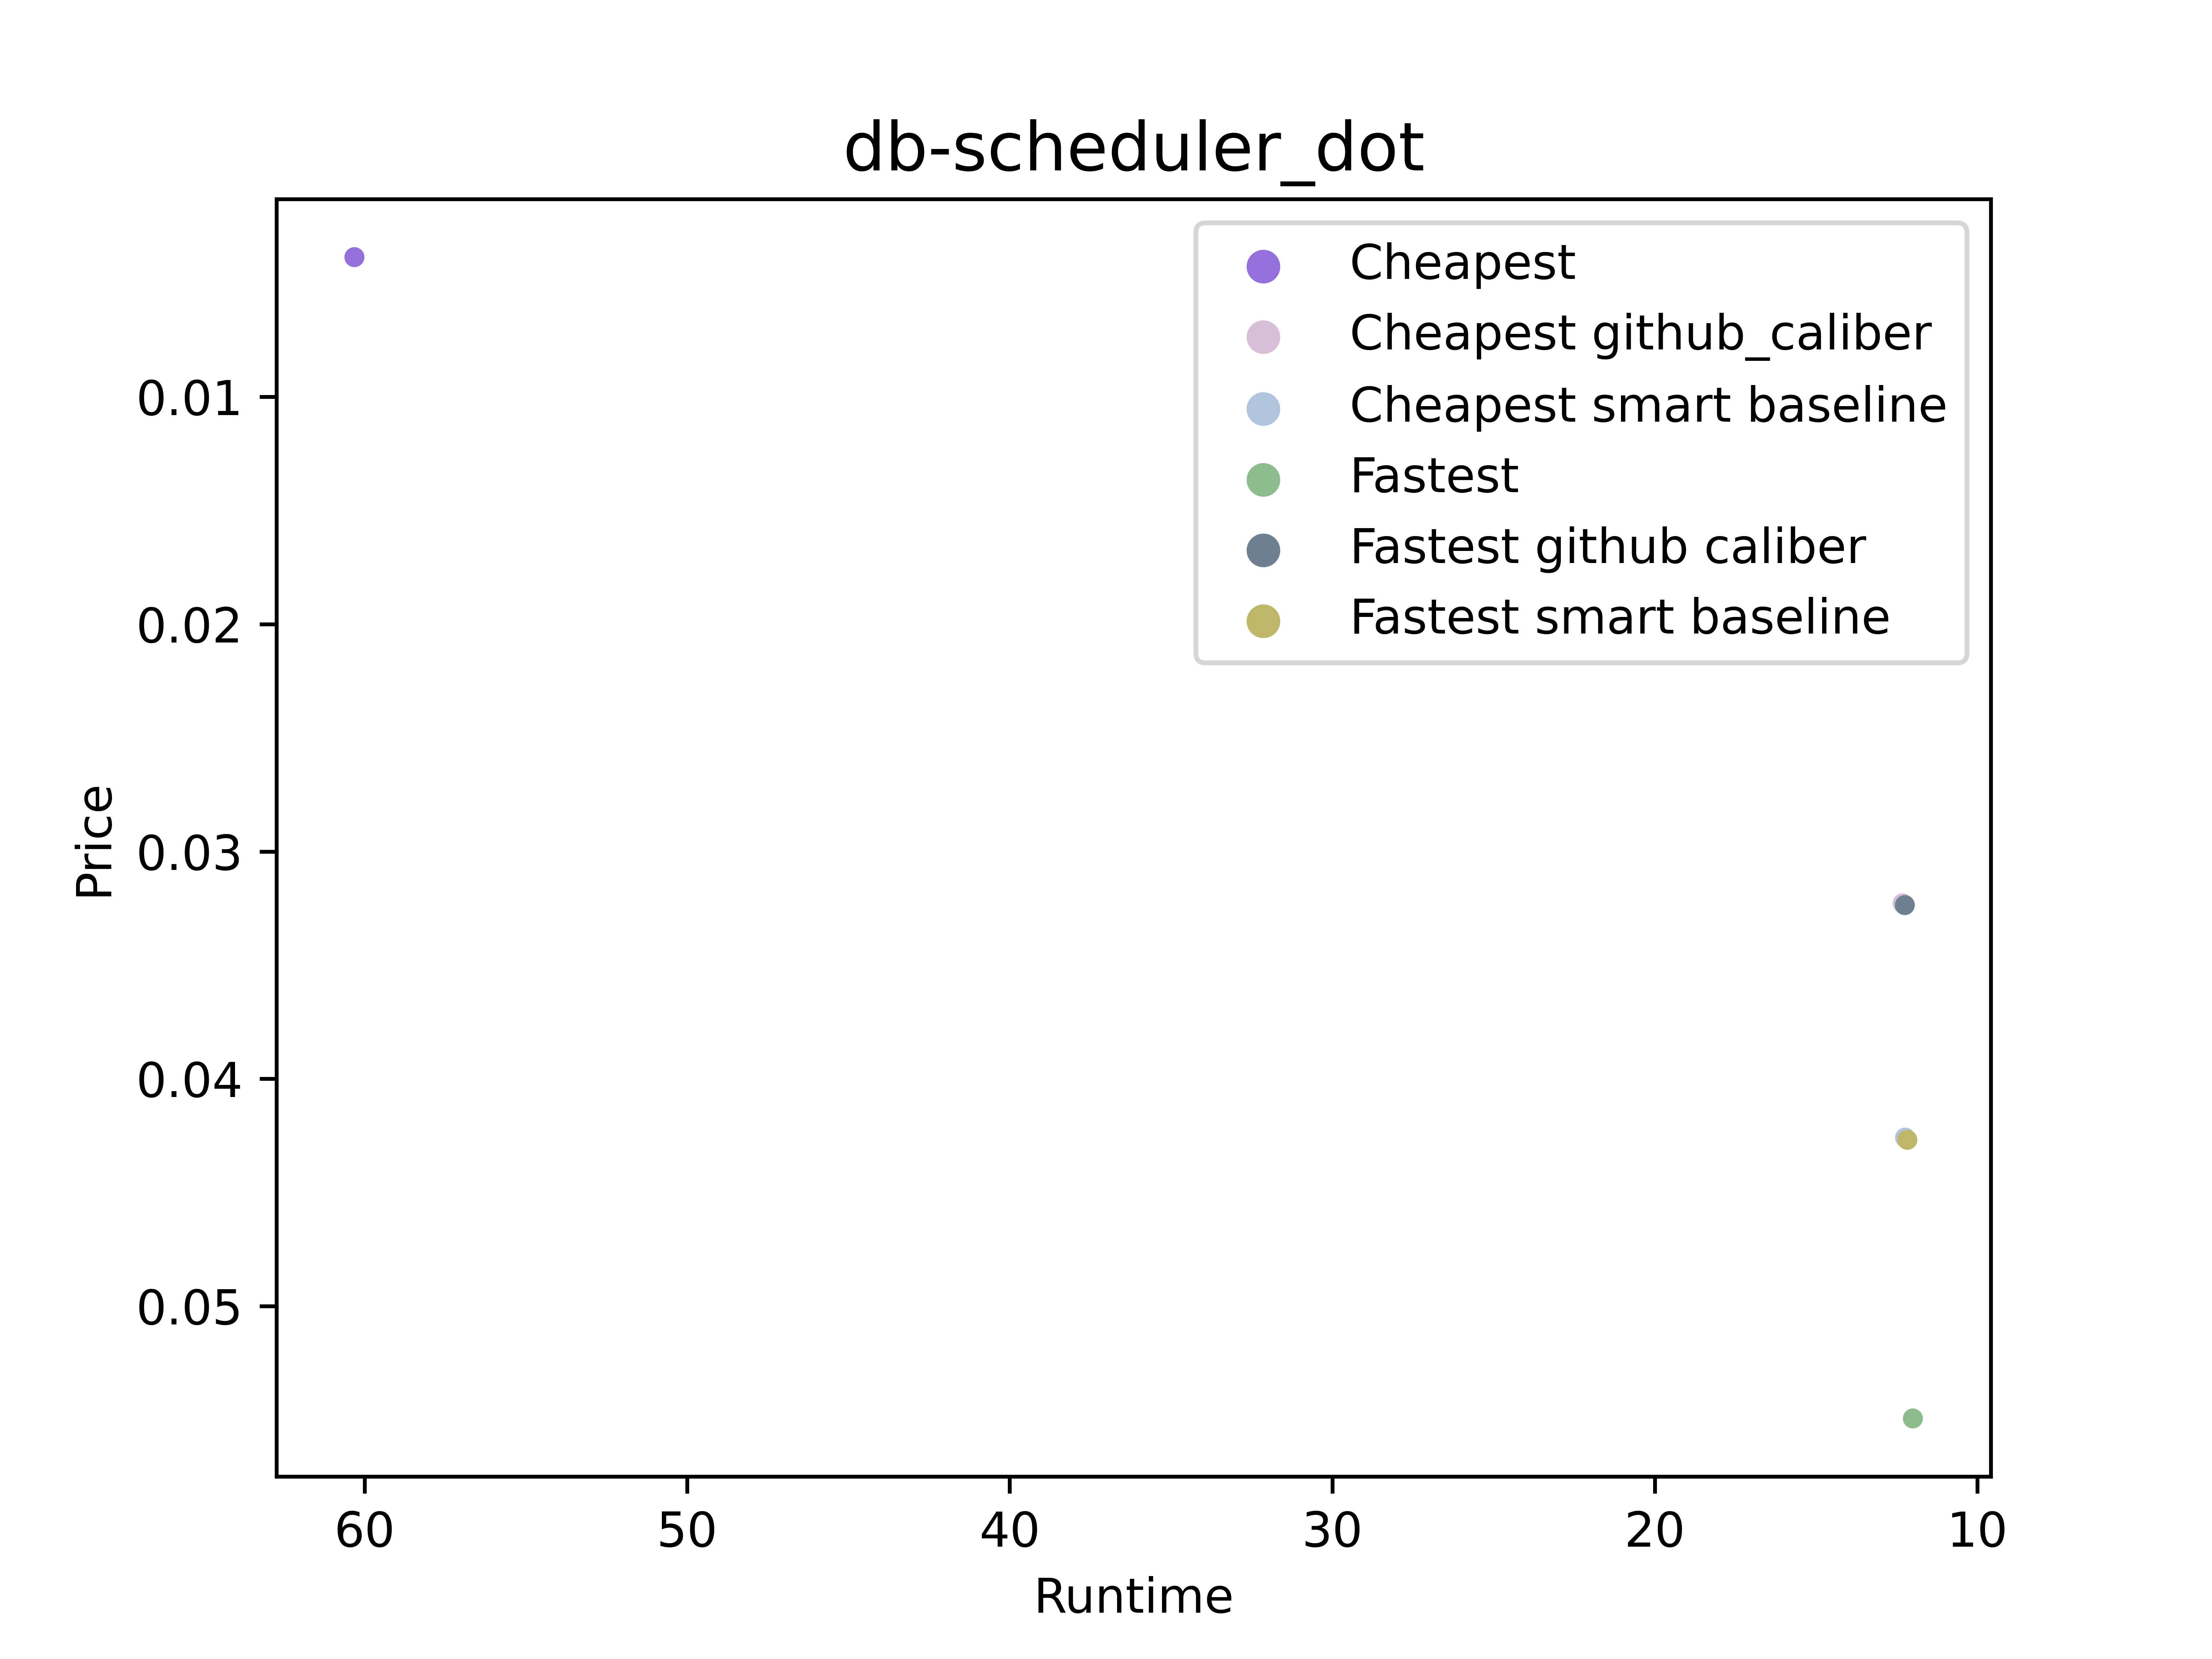 db-scheduler_dot
Cheapest
Cheapest github_caliber
Cheapest smart baseline
Fastest
Fastest github caliber
Fastest smart baseline
Price
0.01
0.02
0.03
0.04
0.05
60 50 40 30 20 10
Runtime